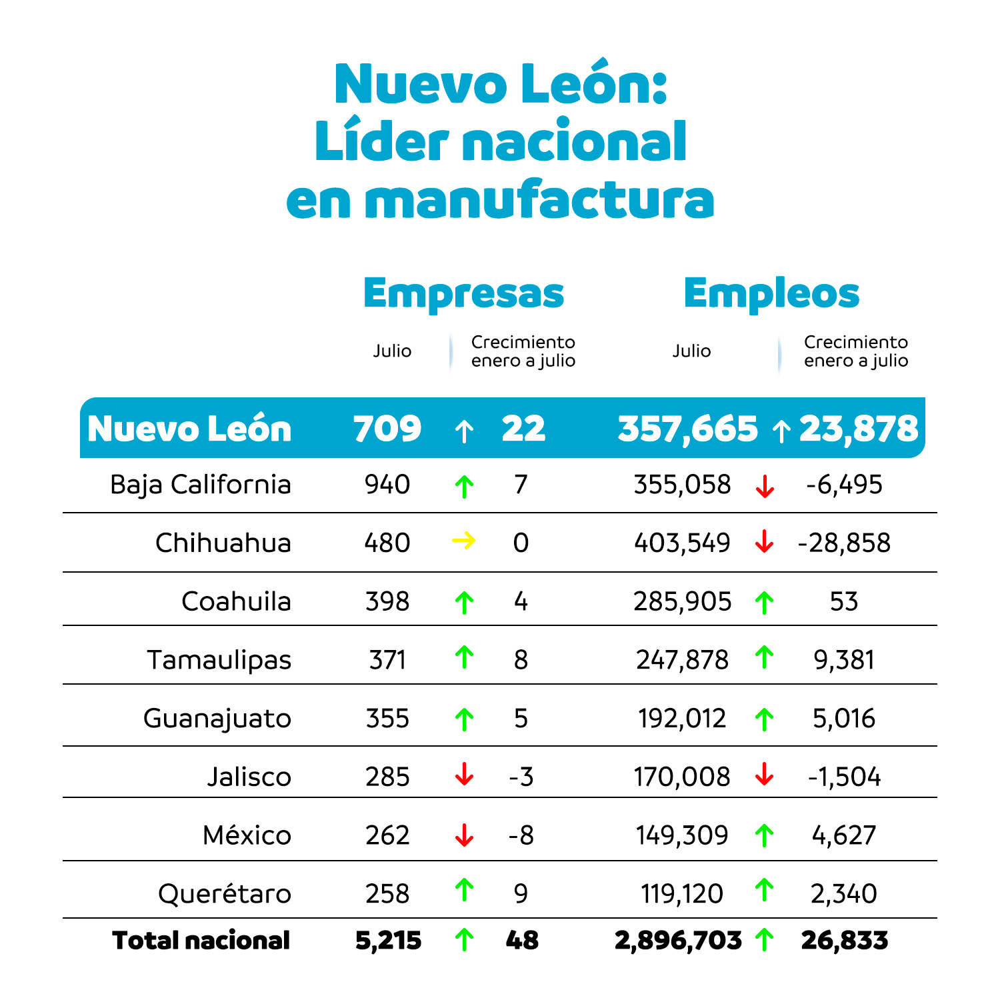 Nuevo León:
Líder nacional
en manufactura
Empresas Empleos
Julio Crecimiento enero a julio Julio Crecimiento enero a julio
Nuevo León 709 ↑ 22 357,665 ↑ 23,878
Baja California 940 ↑ 7 355,058 ↓ -6,495
Chihuahua 480 → 0 403,549 ↓ -28,858
Coahuila 398 ↑ 4 285,905 ↑ 53
Tamaulipas 371 ↑ 8 247,878 ↑ 9,381
Guanajuato 355 ↑ 5 192,012 ↑ 5,016
Jalisco 285 ↓ -3 170,008 ↓ -1,504
México 262 ↓ -8 149,309 ↑ 4,627
Querétaro 258 ↑ 9 119,120 ↑ 2,340
Total nacional 5,215 ↑ 48 2,896,703 ↑ 26,833